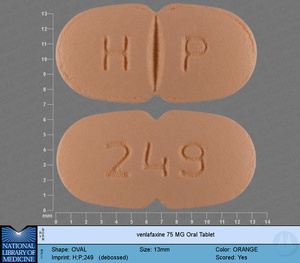 13
12
11
10
9
8
7
6
5
4
3
2
1
0
mm
H P
249
0 1 2 3 4 5 6 7 8 9 10 11 12 13 14
venlafaxine 75 MG Oral Tablet
Shape: OVAL Size: 13mm Color: ORANGE
Imprint: H;P;249 (debossed) Scored: Yes
NATIONAL
LIBRARY OF
MEDICINE